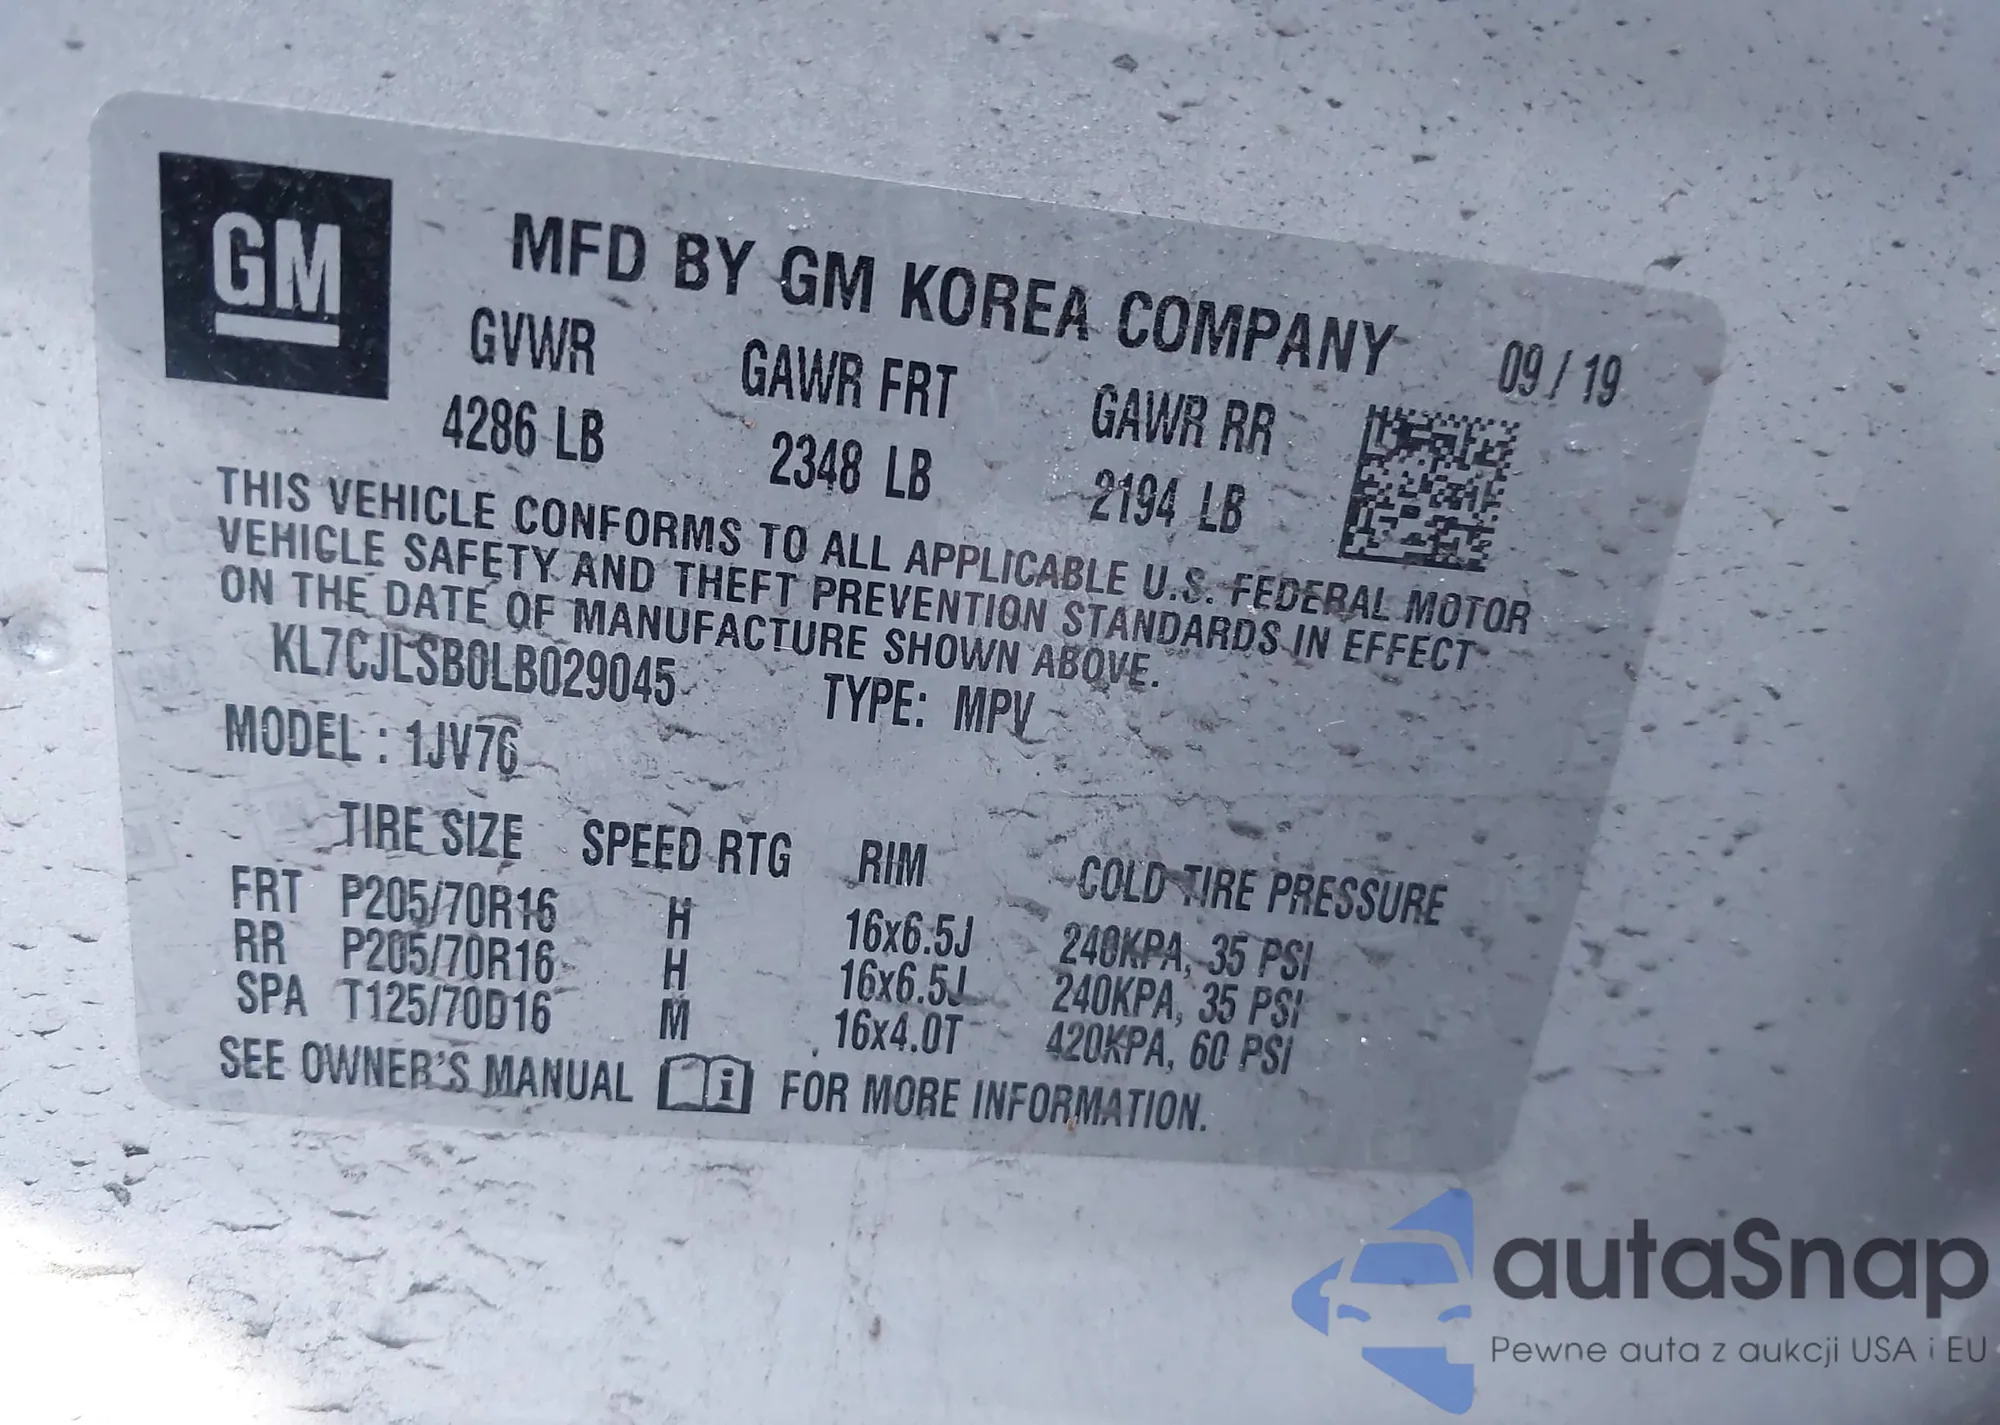 GM
MFD BY GM KOREA COMPANY 09 / 19
GVWR GAWR FRT GAWR RR
4286 LB 2348 LB 2194 LB
THIS VEHICLE CONFORMS TO ALL APPLICABLE U.S. FEDERAL MOTOR
VEHICLE SAFETY AND THEFT PREVENTION STANDARDS IN EFFECT
ON THE DATE OF MANUFACTURE SHOWN ABOVE.
KL7CJLSB0LB029045 TYPE: MPV
MODEL : 1JV76
TIRE SIZE SPEED RTG RIM COLD TIRE PRESSURE
FRT P205/70R16 H 16x6.5J 240KPA, 35 PSI
RR P205/70R16 H 16x6.5J 240KPA, 35 PSI
SPA T125/70D16 M 16x4.0T 420KPA, 60 PSI
SEE OWNER'S MANUAL i FOR MORE INFORMATION.
autaSnap
Pewne auta z aukcji USA i EU